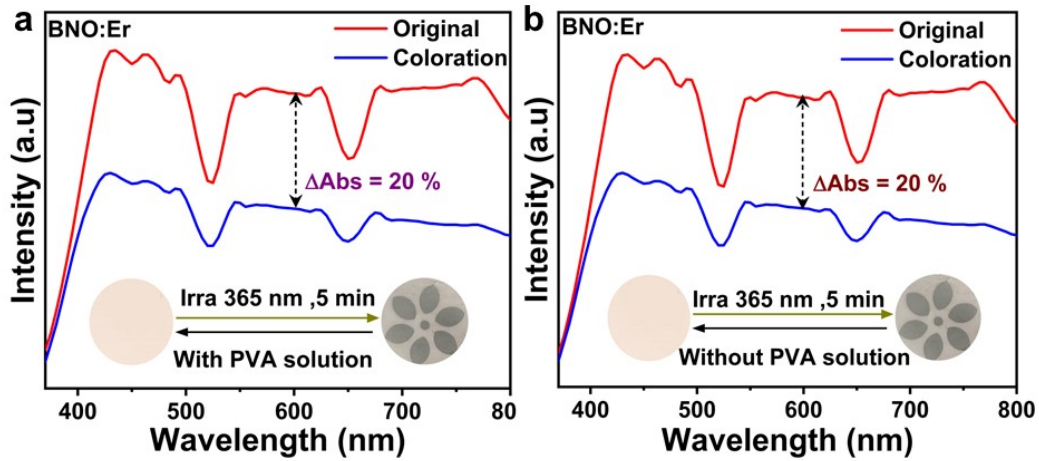 a
BNO:Er
Original
Coloration
ΔAbs = 20 %
Irra 365 nm ,5 min
With PVA solution
Intensity (a.u)
400 500 600 700 80
Wavelength (nm)
b
BNO:Er
Original
Coloration
ΔAbs = 20 %
Irra 365 nm ,5 min
Without PVA solution
Intensity (a.u)
400 500 600 700 800
Wavelength (nm)